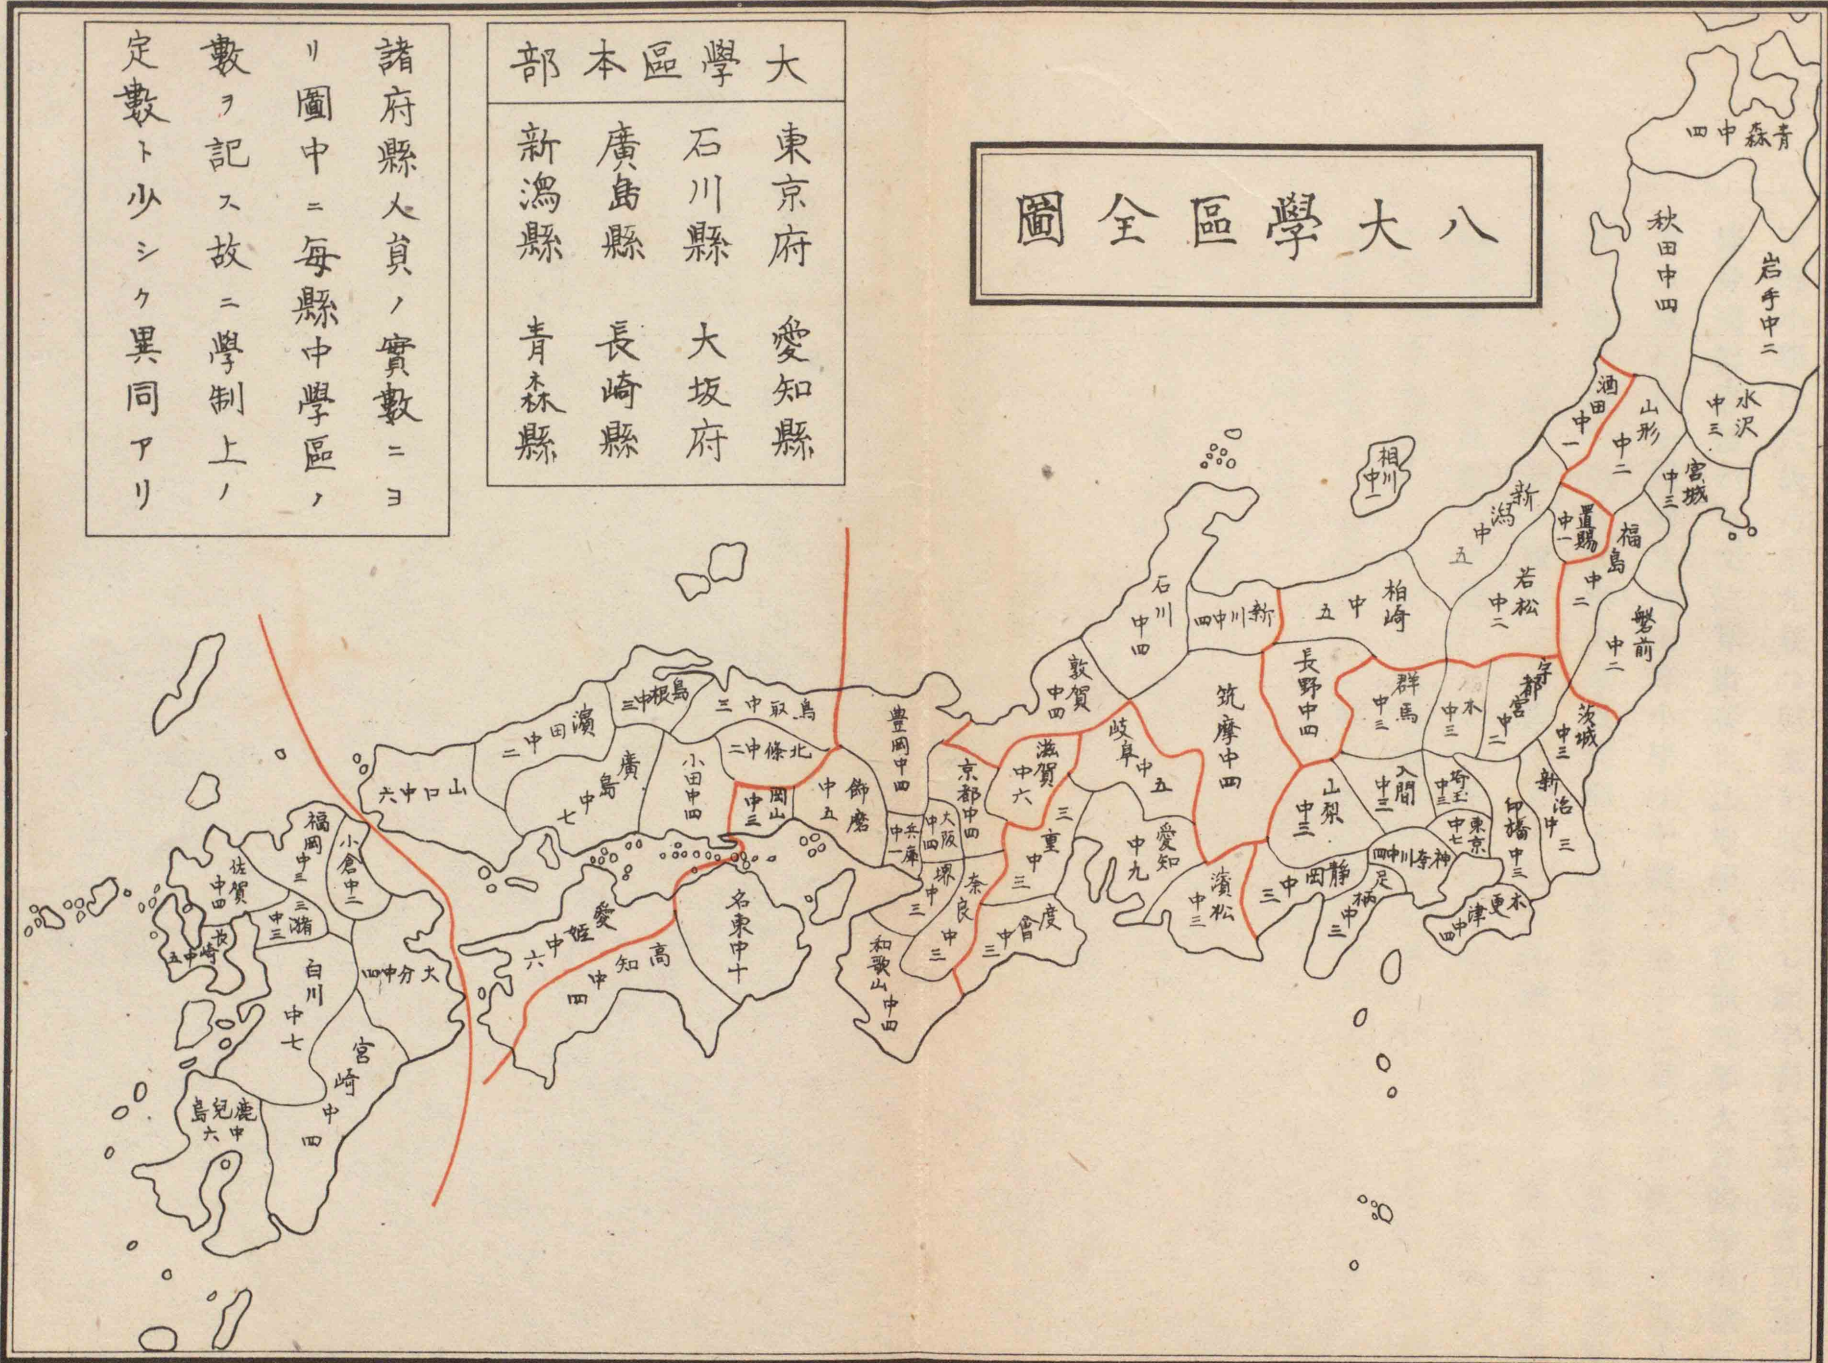 八大學區全圖
大學區本部
東京府 愛知縣
石川縣 大坂府
廣島縣 長崎縣
新潟縣 青森縣
諸府縣人貟ノ實數ニヨ
リ圖中ニ每縣中學區ノ
數ヲ記ス故ニ學制上ノ
定數ト少シク異同アリ
青森中四
秋田中四
岩手中二
水沢中三
酒田中一
山形中二
宮城中三
置賜中一
福島中二
磐前中二
相川中一
新潟中五
若松中二
柏崎中五
新川中四
石川中四
敦賀中四
長野中四
群馬中三
木中三
宇都宮中二
茨城中三
新治中三
印旛中三
埼玉中三
入間中三
東京中七
神奈川中四
足柄中三
木更津中四
山梨中三
静岡中三
濱松中三
筑摩中四
岐阜中五
愛知中九
滋賀中六
三重中三
度會中三
京都中四
大阪中四
兵庫中一
堺中三
奈良中三
和歌山中四
豊岡中四
飾磨中五
岡山中三
北條中二
鳥取中三
島根中三
小田中四
廣島中七
濱田中二
山口中六
名東中十
高知中四
愛媛中六
小倉中二
福岡中三
佐賀中四
三潴中三
長崎中五
大分中四
白川中七
宮崎中四
鹿兒島中六